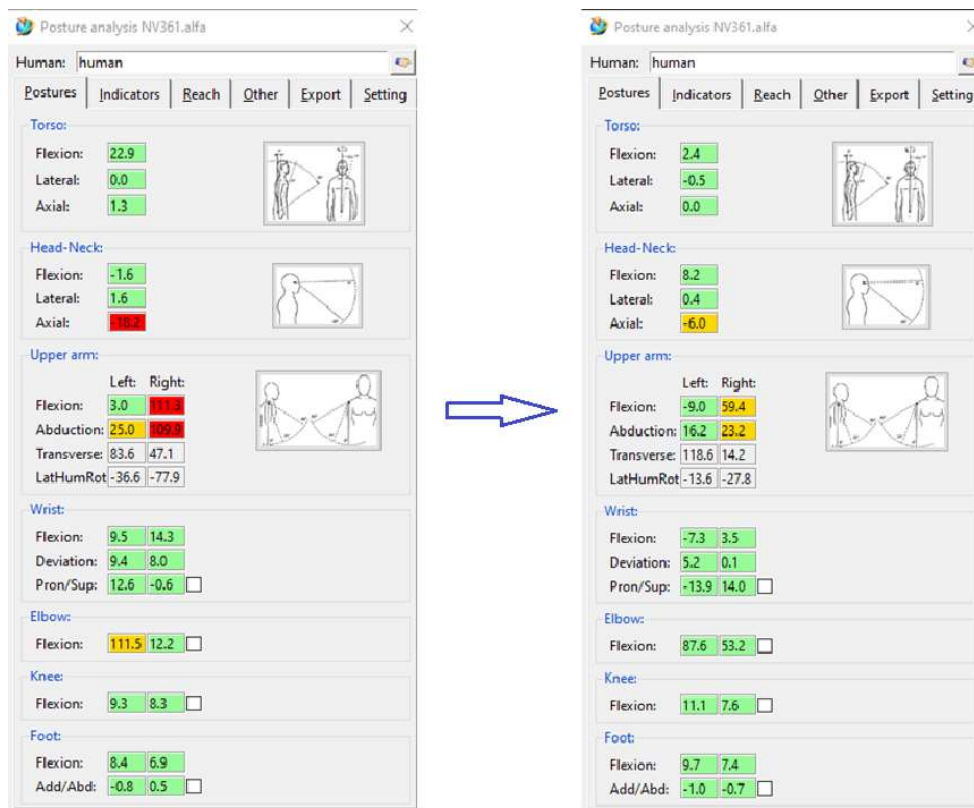 Posture analysis NV361.alfa
Human: human
Postures Indicators Reach Other Export Setting
Torso:
Flexion: 22.9
Lateral: 0.0
Axial: 1.3
Head-Neck:
Flexion: -1.6
Lateral: 1.6
Axial: -18.2
Upper arm:
Left: Right:
Flexion: 3.0 111.3
Abduction: 25.0 109.9
Transverse: 83.6 47.1
LatHumRot -36.6 -77.9
Wrist:
Flexion: 9.5 14.3
Deviation: 9.4 8.0
Pron/Sup: 12.6 -0.6
Elbow:
Flexion: 111.5 12.2
Knee:
Flexion: 9.3 8.3
Foot:
Flexion: 8.4 6.9
Add/Abd: -0.8 0.5
Posture analysis NV361.alfa
Human: human
Postures Indicators Reach Other Export Setting
Torso:
Flexion: 2.4
Lateral: -0.5
Axial: 0.0
Head-Neck:
Flexion: 8.2
Lateral: 0.4
Axial: -6.0
Upper arm:
Left: Right:
Flexion: -9.0 59.4
Abduction: 16.2 23.2
Transverse: 118.6 14.2
LatHumRot -13.6 -27.8
Wrist:
Flexion: -7.3 3.5
Deviation: 5.2 0.1
Pron/Sup: -13.9 14.0
Elbow:
Flexion: 87.6 53.2
Knee:
Flexion: 11.1 7.6
Foot:
Flexion: 9.7 7.4
Add/Abd: -1.0 -0.7